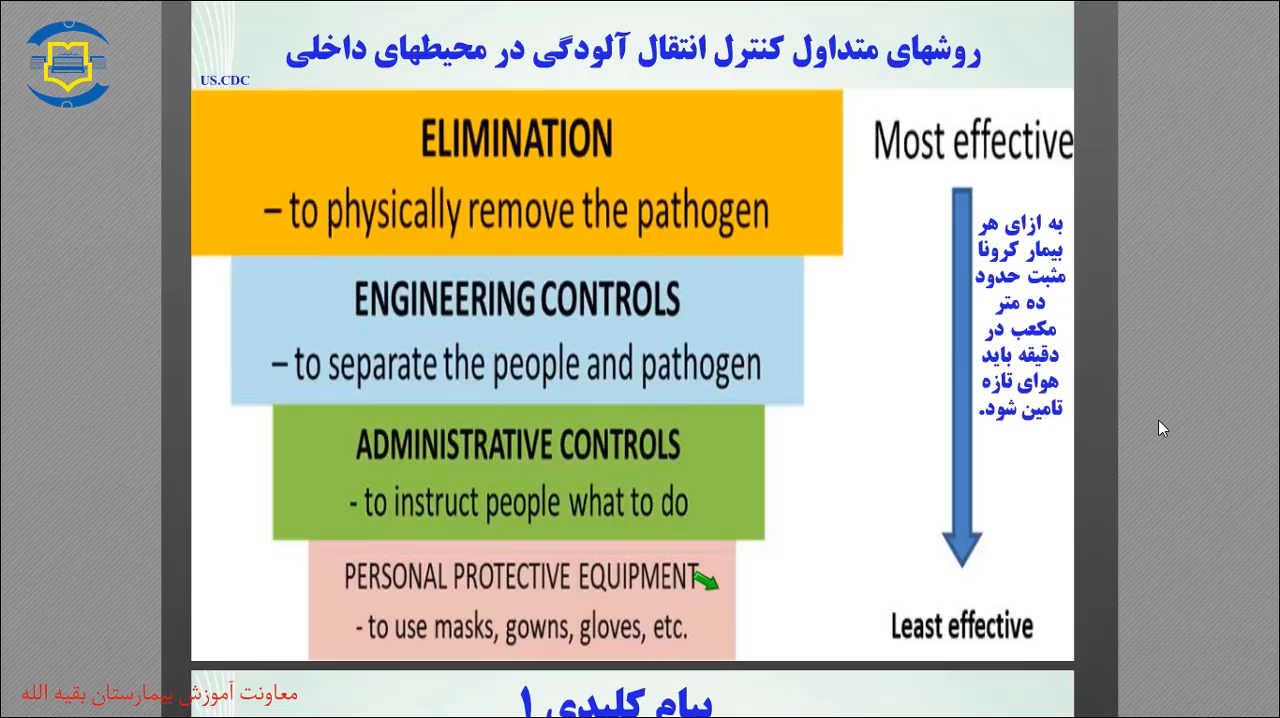 روشهای متداول کنترل انتقال آلودگی در محیطهای داخلی
US.CDC
ELIMINATION
– to physically remove the pathogen
ENGINEERING CONTROLS
– to separate the people and pathogen
ADMINISTRATIVE CONTROLS
- to instruct people what to do
PERSONAL PROTECTIVE EQUIPMENT
- to use masks, gowns, gloves, etc.
Most effective
به ازای هر
بیمار کرونا
مثبت حدود
ده متر
مکعب در
دقیقه باید
هوای تازه
تامین شود.
Least effective
معاونت آموزش بیمارستان بقیه الله
پیام کلیدی ۱